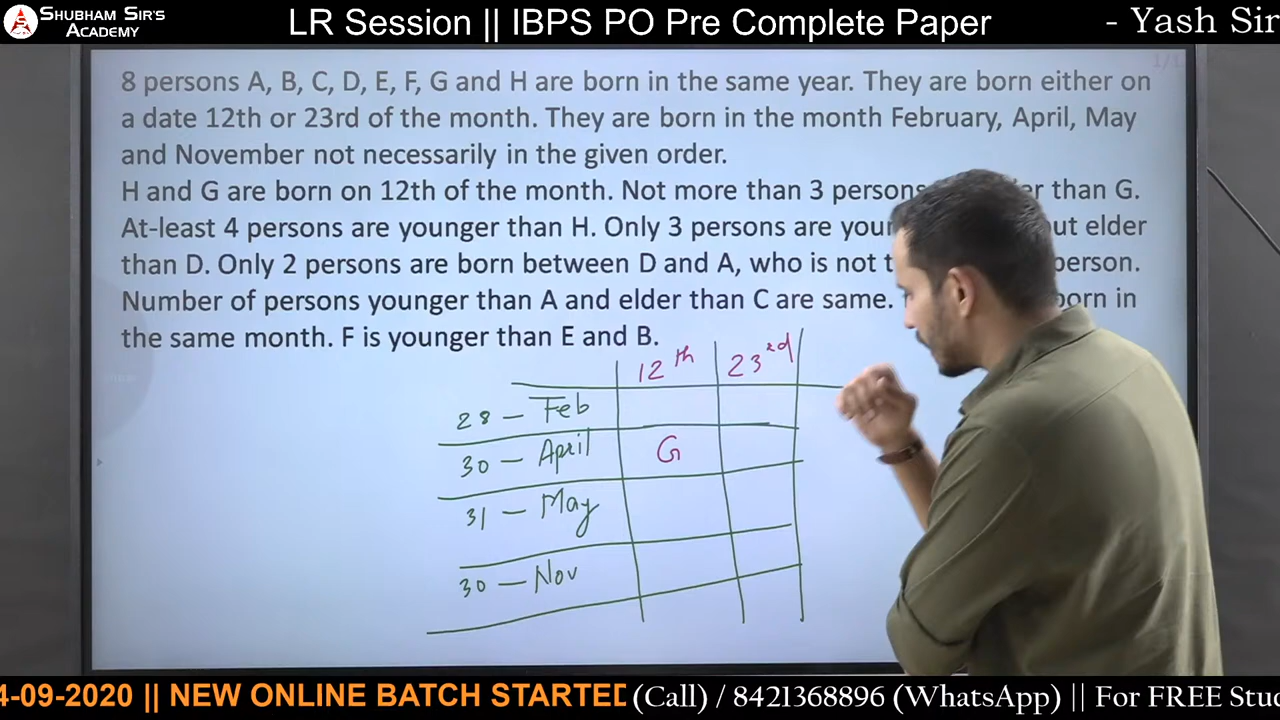 SHUBHAM SIR'S
ACADEMY
LR Session || IBPS PO Pre Complete Paper
- Yash Sir
8 persons A, B, C, D, E, F, G and H are born in the same year. They are born either on
a date 12th or 23rd of the month. They are born in the month February, April, May
and November not necessarily in the given order.
H and G are born on 12th of the month. Not more than 3 persons than G.
At-least 4 persons are younger than H. Only 3 persons are elder
than D. Only 2 persons are born between D and A, who is not person.
Number of persons younger than A and elder than C are same. in
the same month. F is younger than E and B.
12th 23rd
28 - Feb
30 - April G
31 - May
30 - Nov
4-09-2020 || NEW ONLINE BATCH STARTED (Call) / 8421368896 (WhatsApp) || For FREE